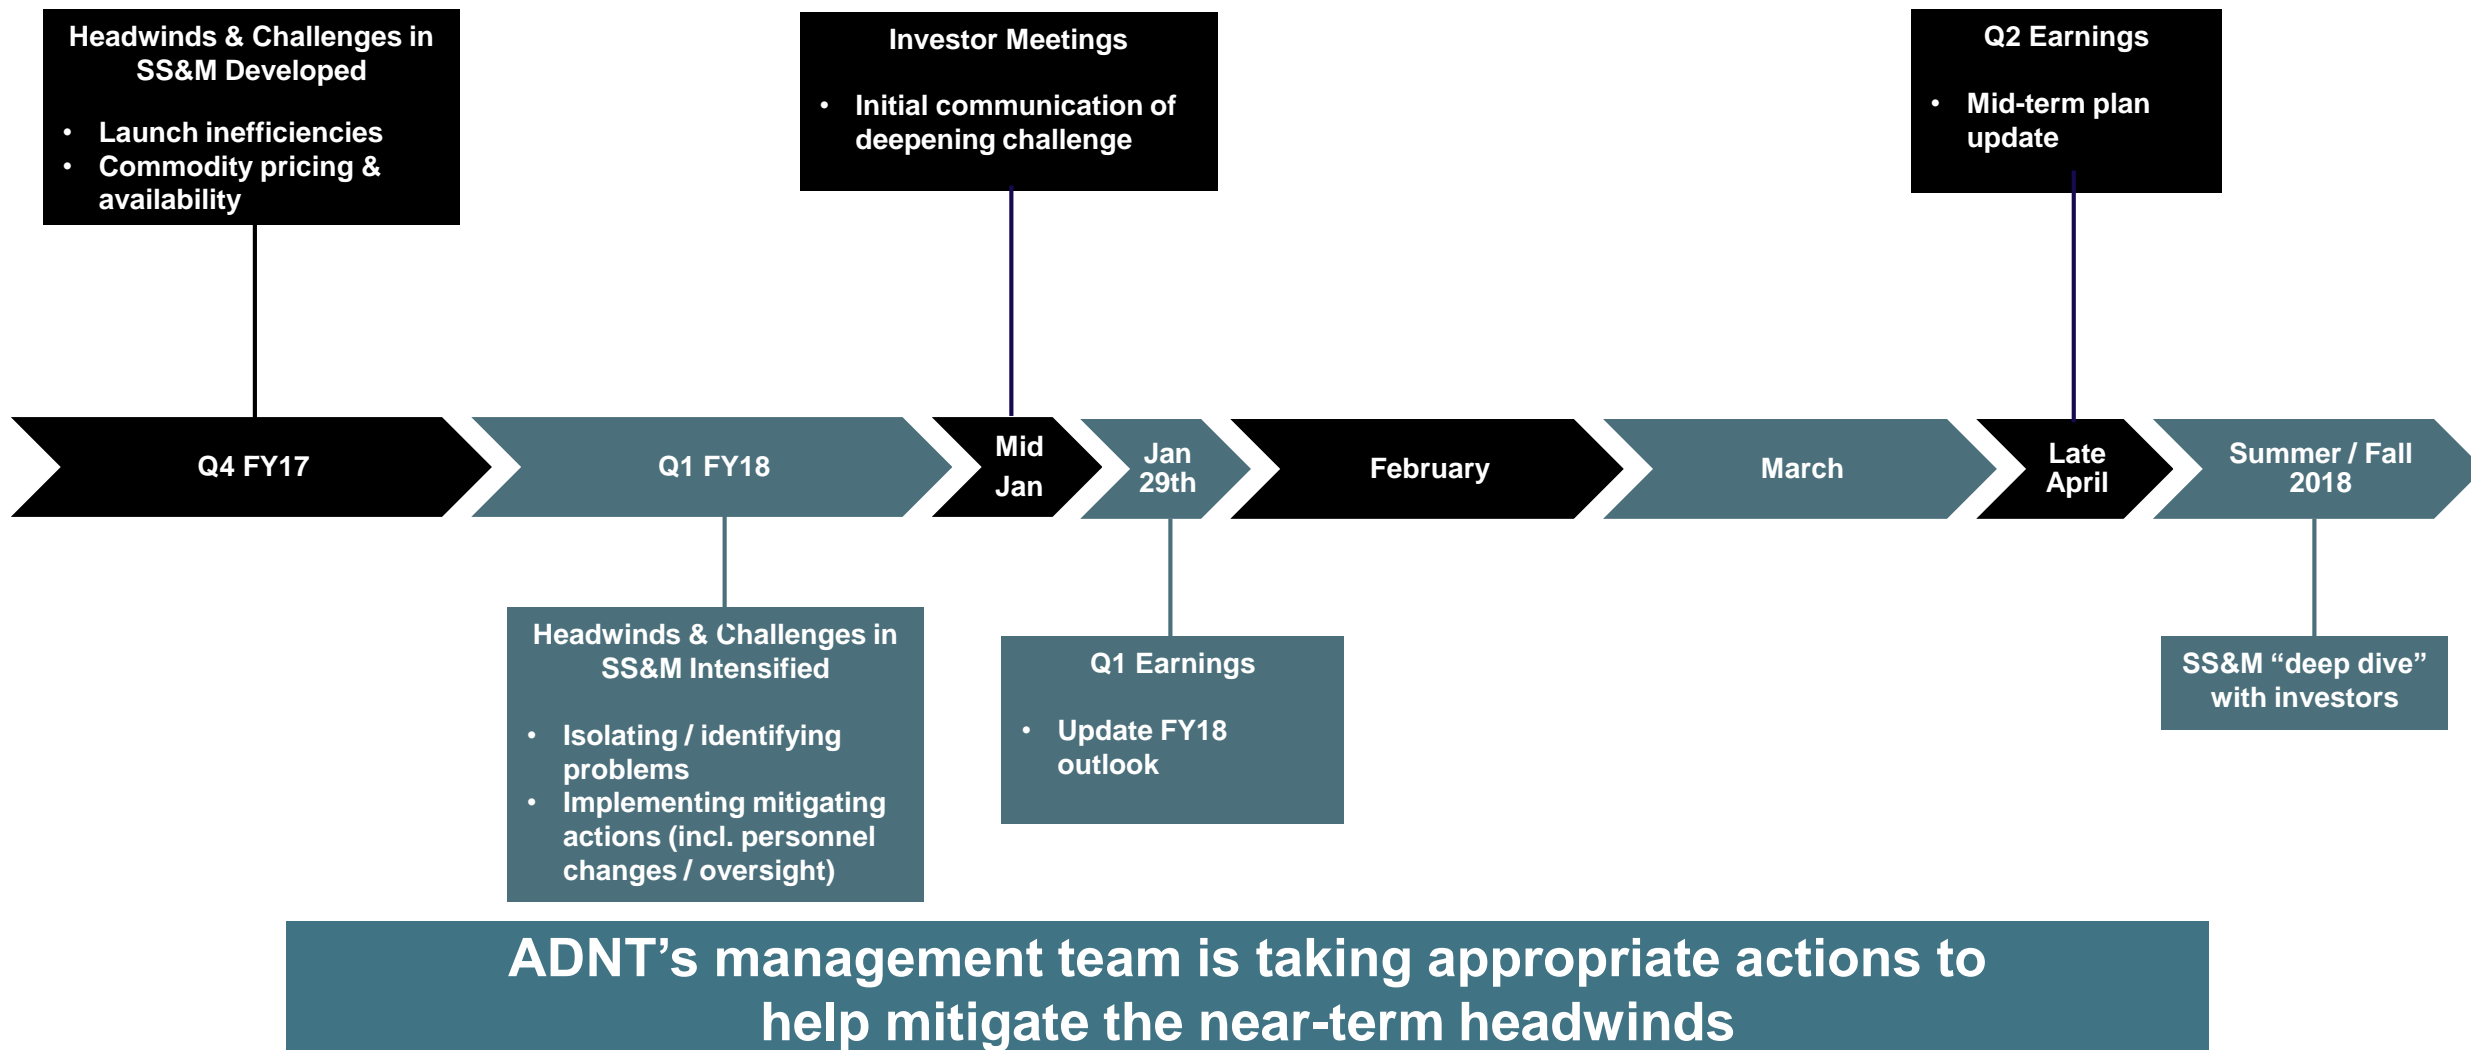 Headwinds & Challenges in
SS&M Developed
• Launch inefficiencies
• Commodity pricing &
availability
Investor Meetings
• Initial communication of
deepening challenge
Q2 Earnings
• Mid-term plan
update
Q4 FY17
Q1 FY18
Mid
Jan
Jan
29th
February
March
Late
April
Summer / Fall
2018
Headwinds & Challenges in
SS&M Intensified
• Isolating / identifying
problems
• Implementing mitigating
actions (incl. personnel
changes / oversight)
Q1 Earnings
• Update FY18
outlook
SS&M “deep dive”
with investors
ADNT’s management team is taking appropriate actions to
help mitigate the near-term headwinds